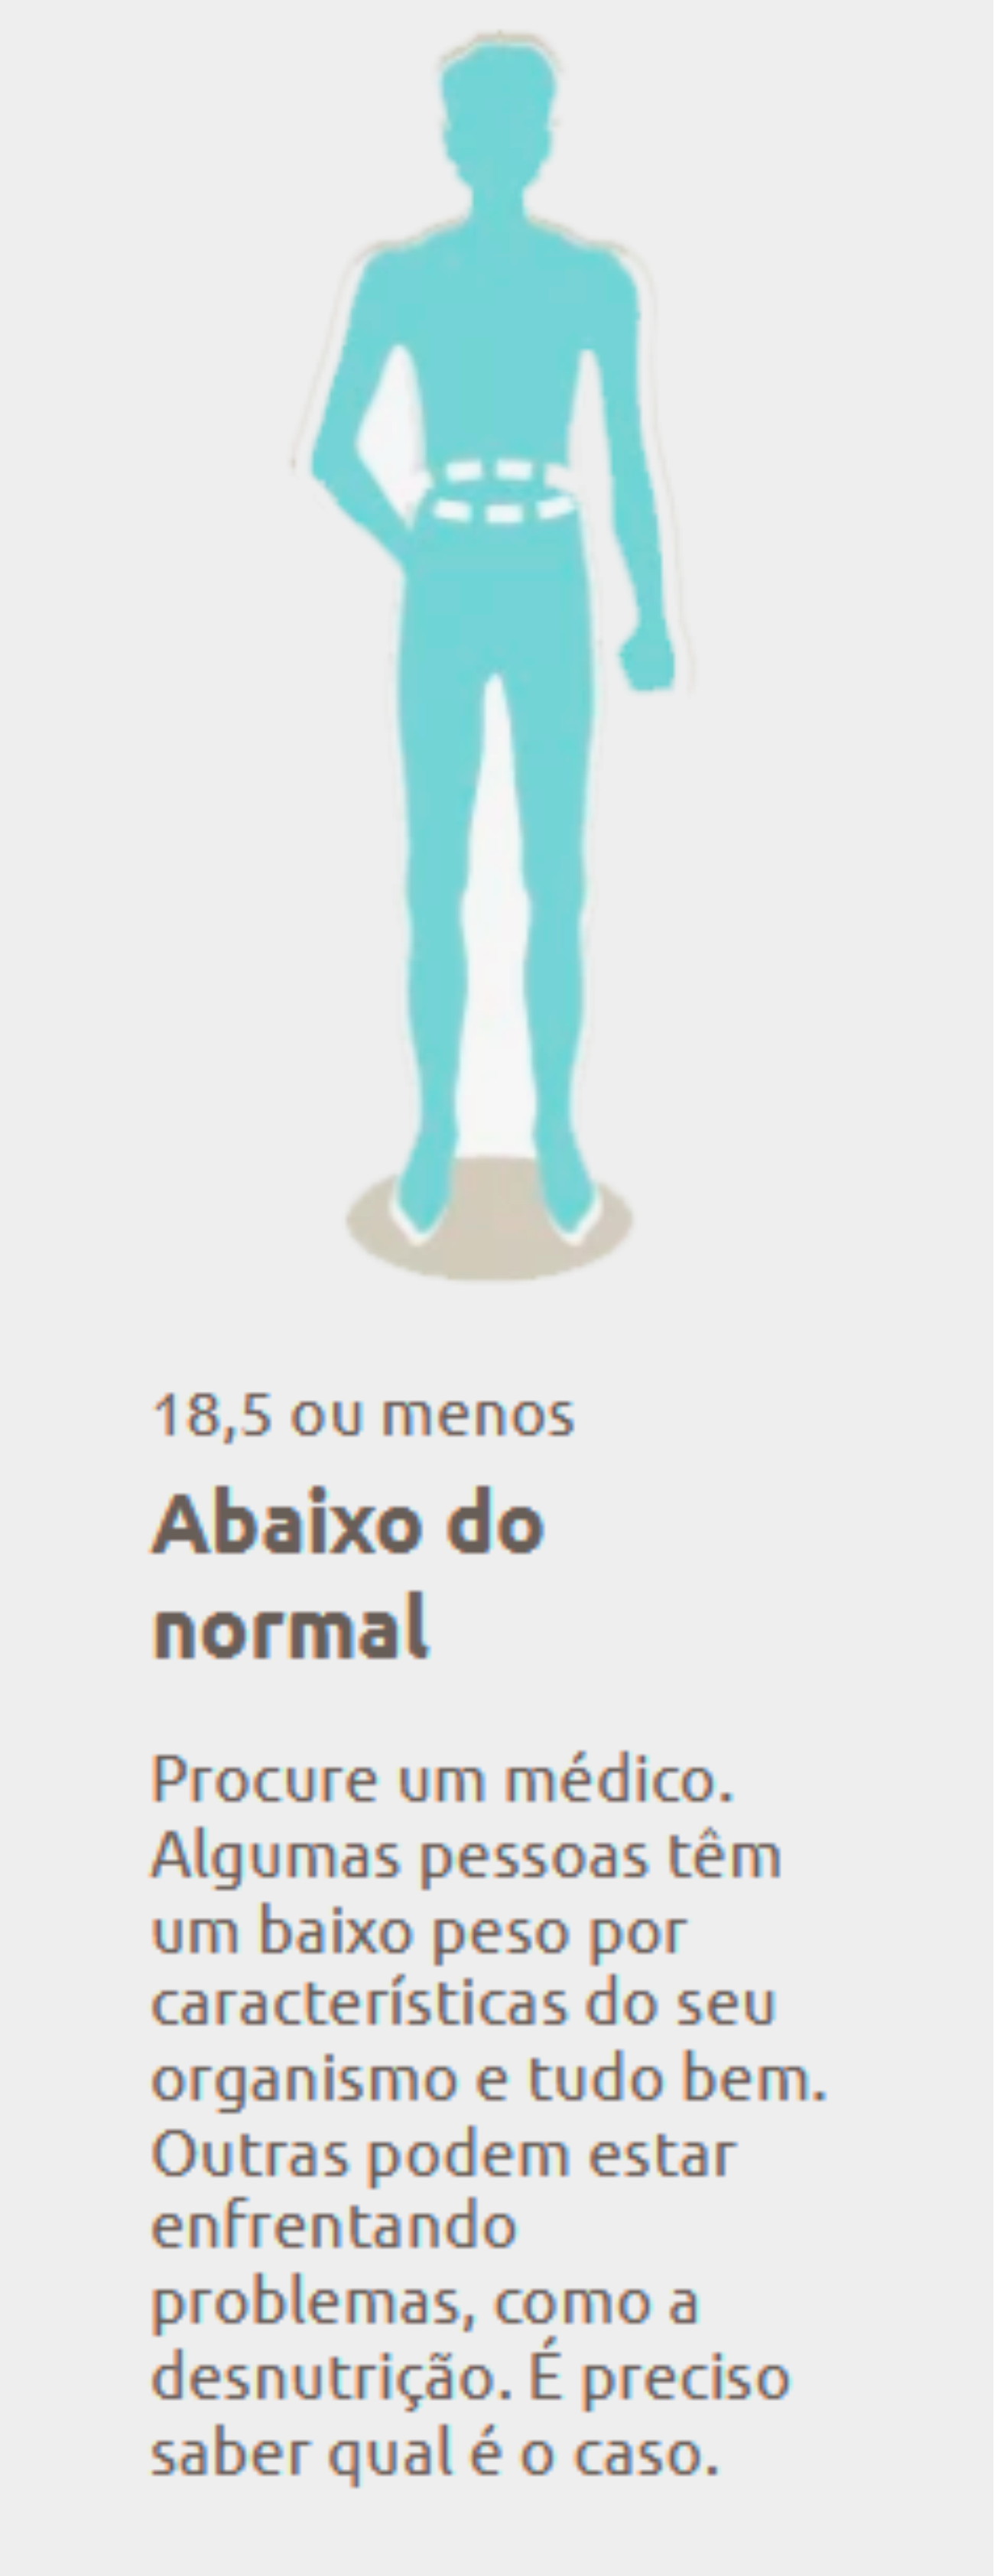 18,5 ou menos
Abaixo do
normal
Procure um médico.
Algumas pessoas têm
um baixo peso por
características do seu
organismo e tudo bem.
Outras podem estar
enfrentando
problemas, como a
desnutrição. É preciso
saber qual é o caso.